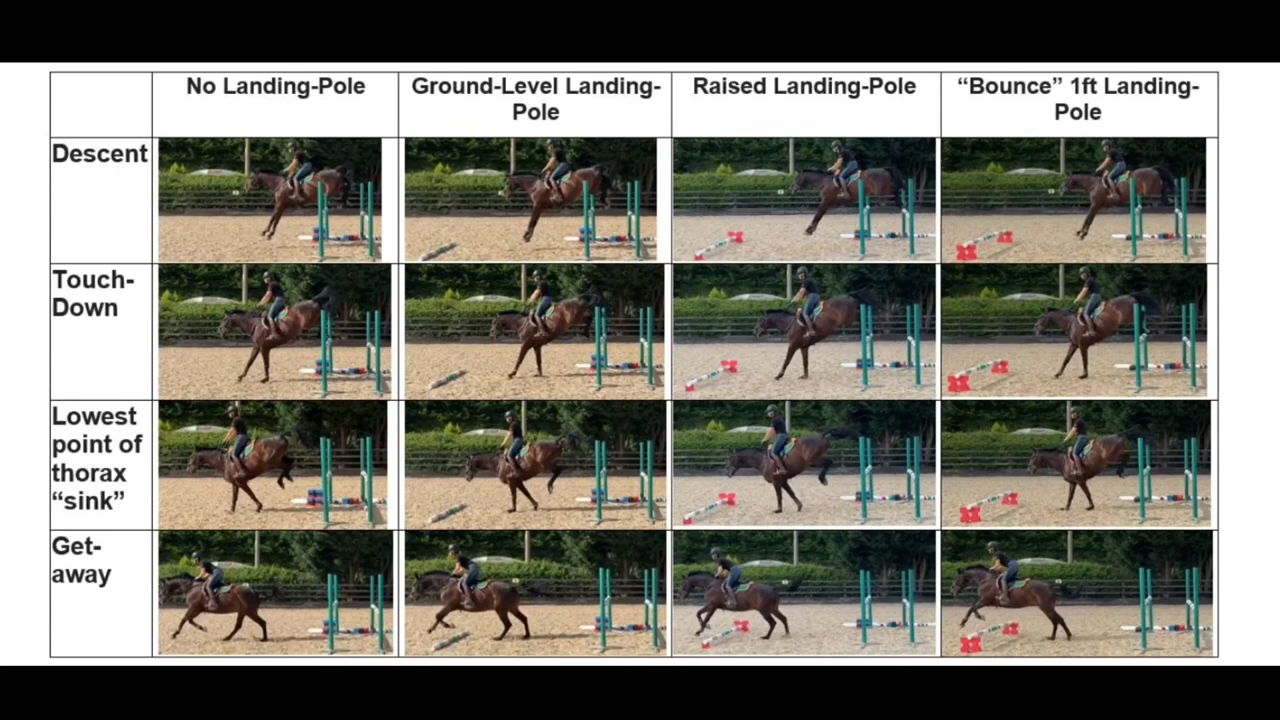 No Landing-Pole
Ground-Level Landing-
Pole
Raised Landing-Pole
“Bounce” 1ft Landing-
Pole
Descent
Touch-
Down
Lowest
point of
thorax
“sink”
Get-
away